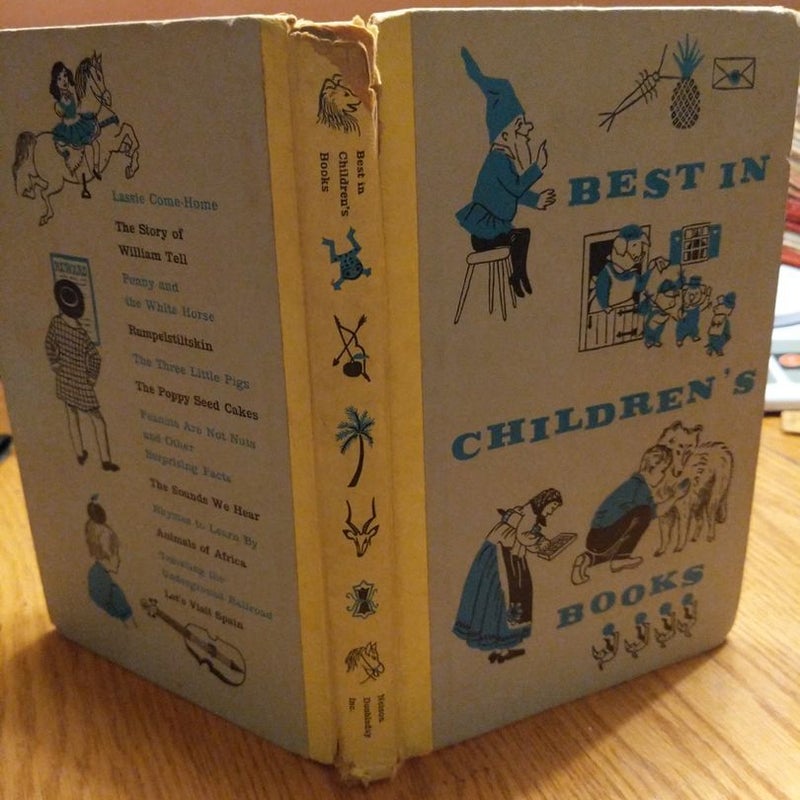 Lassie Come-Home
The Story of
William Tell
Penny and
the White Horse
Rumpelstiltskin
The Three Little Pigs
The Poppy Seed Cakes
Peanuts Are Not Nuts
and Other
Surprising Facts
The Sounds We Hear
Rhymes to Learn By
Animals of Africa
Traveling the
Underground Railroad
Let's Visit Spain
REWARD
Best in
Children's
Books
Nelson
Doubleday
Inc.
BEST IN
CHILDREN'S
BOOKS